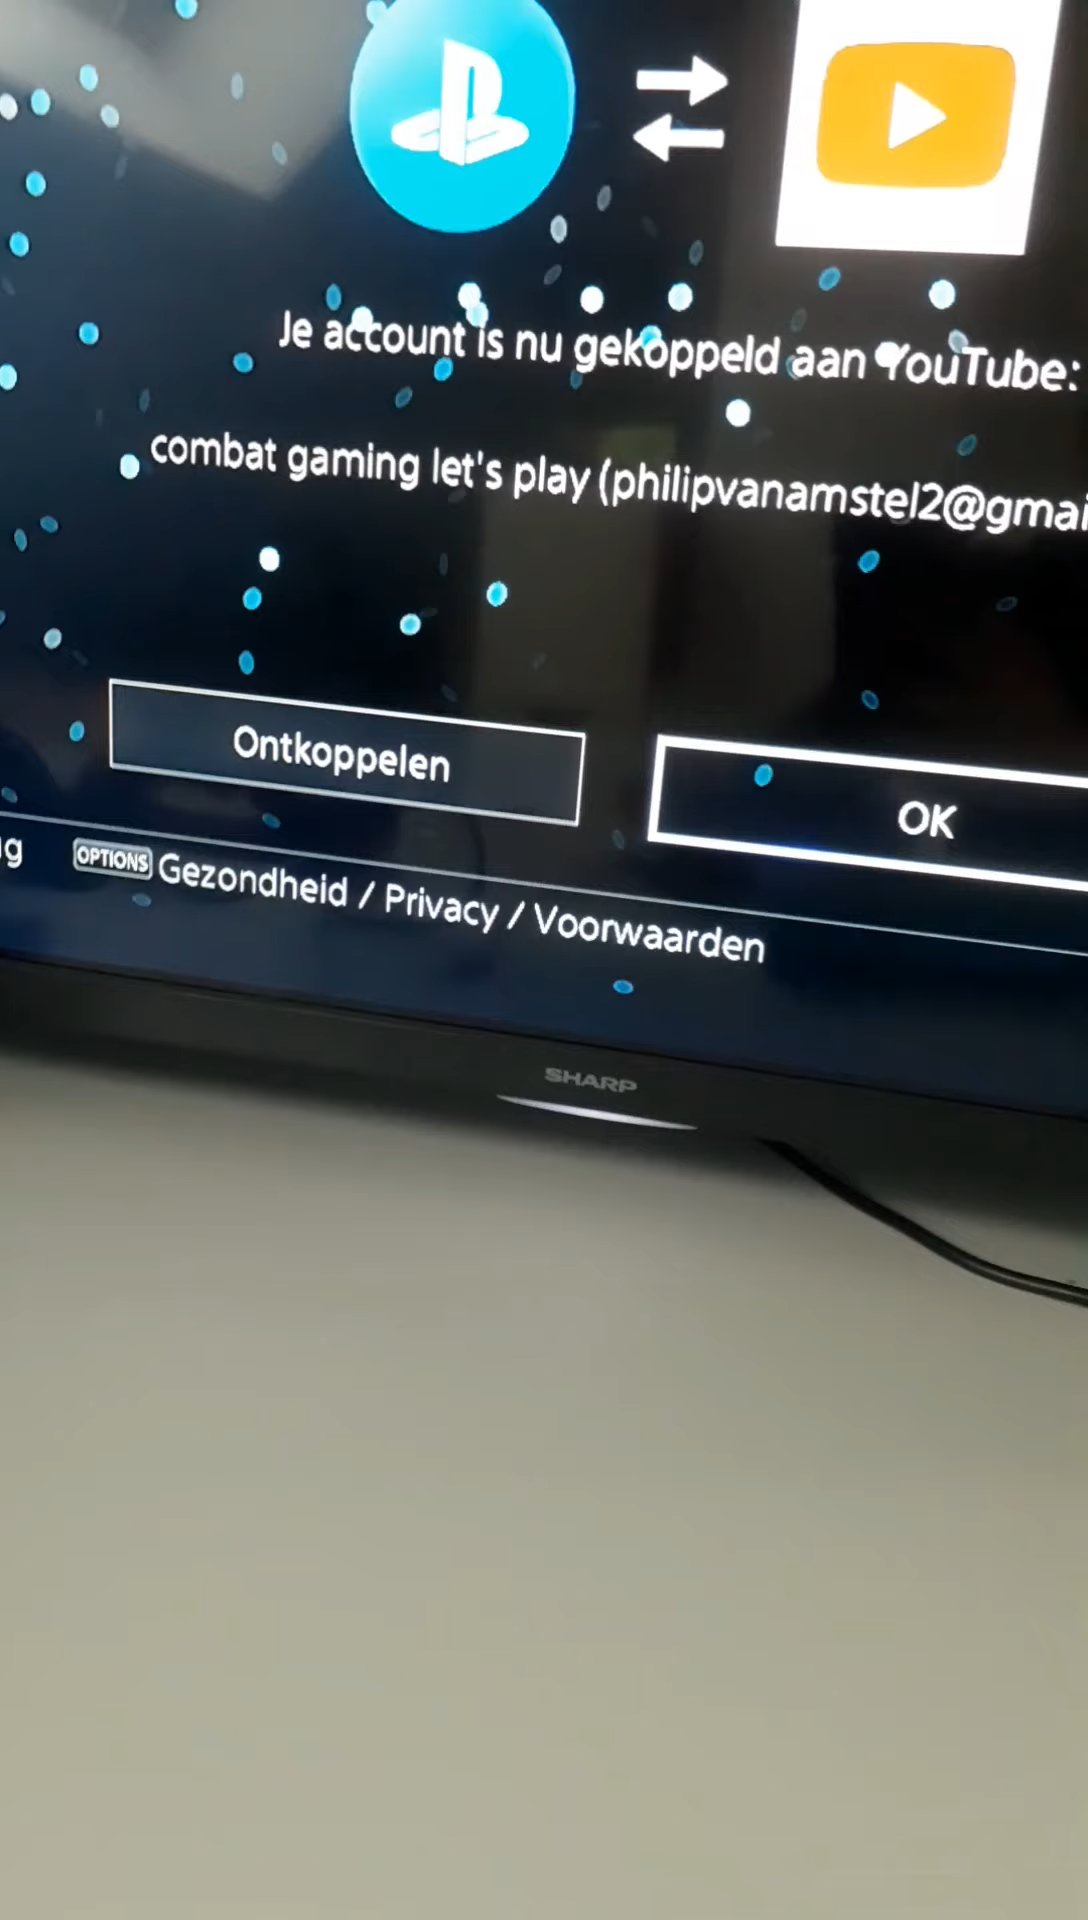 Je account is nu gekoppeld aan YouTube:
combat gaming let's play (philipvanamstel2@gmai
Ontkoppelen
OK
OPTIONS Gezondheid / Privacy / Voorwaarden
SHARP